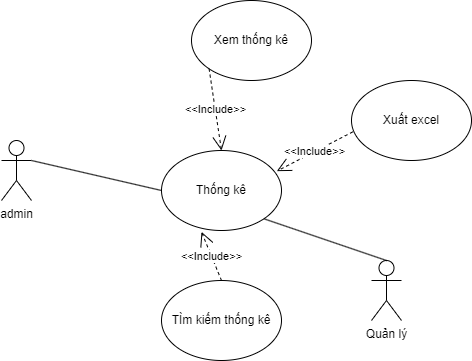 Xem thống kê
<<Include>>
Xuất excel
<<Include>>
Thống kê
admin
<<Include>>
Tìm kiếm thống kê
Quản lý